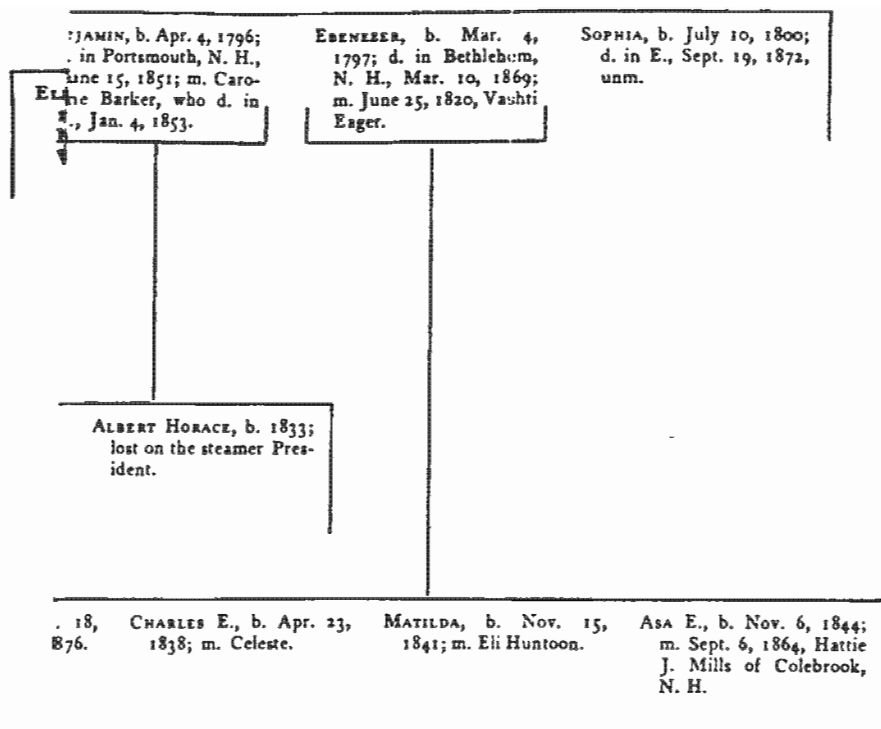 JAMIN, b. Apr. 4, 1796;
. in Portsmouth, N. H.,
une 15, 1851; m. Caro-
ne Barker, who d. in
., Jan. 4, 1853.
EBENEZER, b. Mar. 4,
1797; d. in Bethlehem,
N. H., Mar. 10, 1869;
m. June 25, 1820, Vashti
Eager.
SOPHIA, b. July 10, 1800;
d. in E., Sept. 19, 1872,
unm.
ALBERT HORACE, b. 1833;
lost on the steamer Pres-
ident.
. 18,
876.
CHARLES E., b. Apr. 23,
1838; m. Celeste.
MATILDA, b. Nov. 15,
1841; m. Eli Huntoon.
ASA E., b. Nov. 6, 1844;
m. Sept. 6, 1864, Hattie
J. Mills of Colebrook,
N. H.